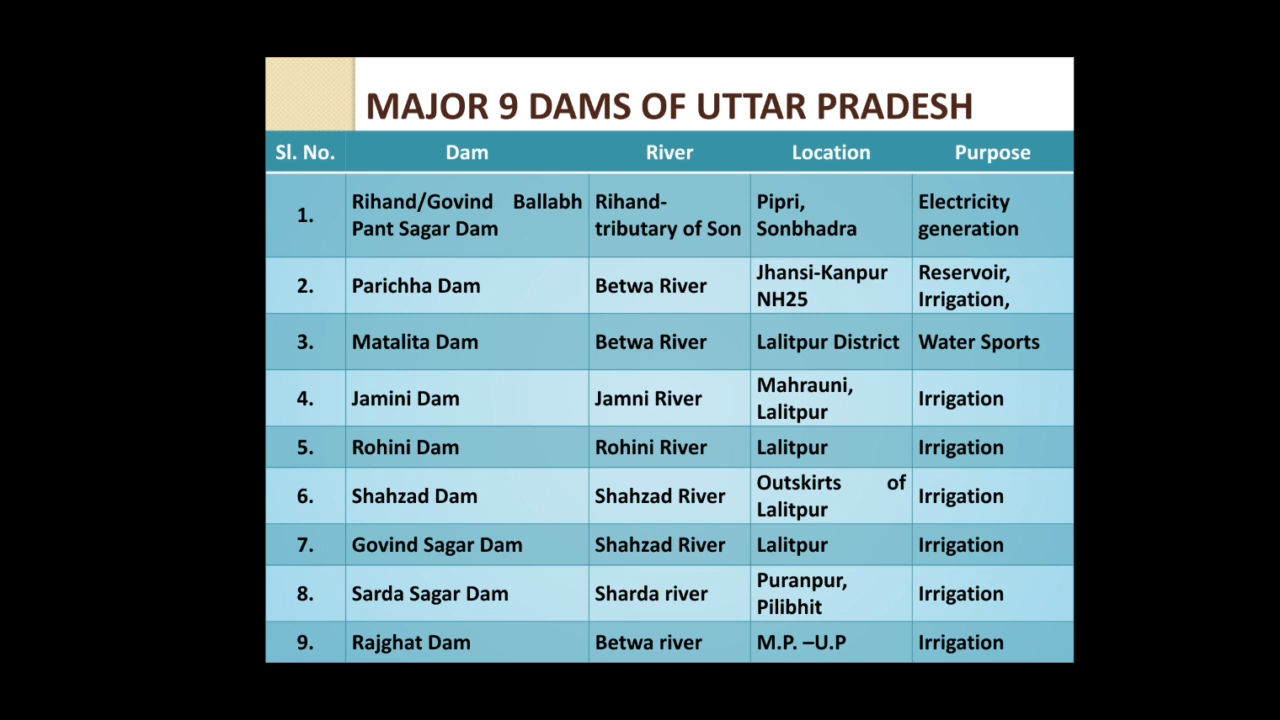 MAJOR 9 DAMS OF UTTAR PRADESH
Sl. No. Dam River Location Purpose
1. Rihand/Govind Ballabh Pant Sagar Dam Rihand- tributary of Son Pipri, Sonbhadra Electricity generation
2. Parichha Dam Betwa River Jhansi-Kanpur NH25 Reservoir, Irrigation,
3. Matalita Dam Betwa River Lalitpur District Water Sports
4. Jamini Dam Jamni River Mahrauni, Lalitpur Irrigation
5. Rohini Dam Rohini River Lalitpur Irrigation
6. Shahzad Dam Shahzad River Outskirts of Lalitpur Irrigation
7. Govind Sagar Dam Shahzad River Lalitpur Irrigation
8. Sarda Sagar Dam Sharda river Puranpur, Pilibhit Irrigation
9. Rajghat Dam Betwa river M.P. –U.P Irrigation